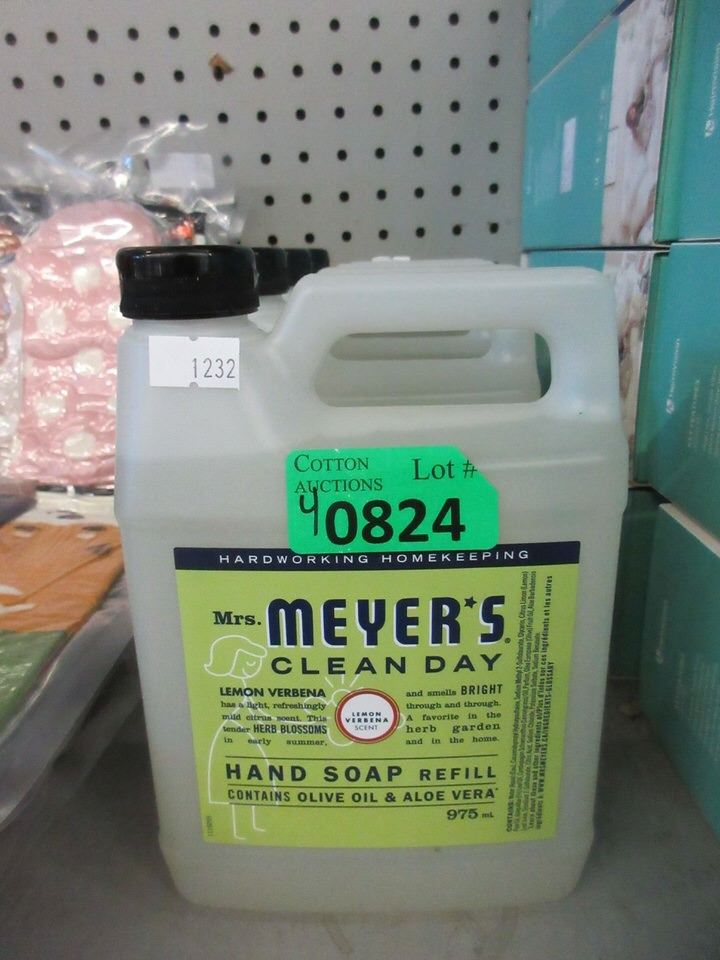 1232
COTTON
AUCTIONS
Lot #
4
0824
HARDWORKING HOMEKEEPING
Mrs. MEYER'S
CLEAN DAY
LEMON VERBENA
has a light, refreshingly
mild citrus scent. This
tender HERB BLOSSOMS
in early summer,
LEMON
VERBENA
SCENT
and smells BRIGHT
through and through.
A favorite in the
herb garden
and in the home.
HAND SOAP REFILL
CONTAINS OLIVE OIL & ALOE VERA*
975 mL